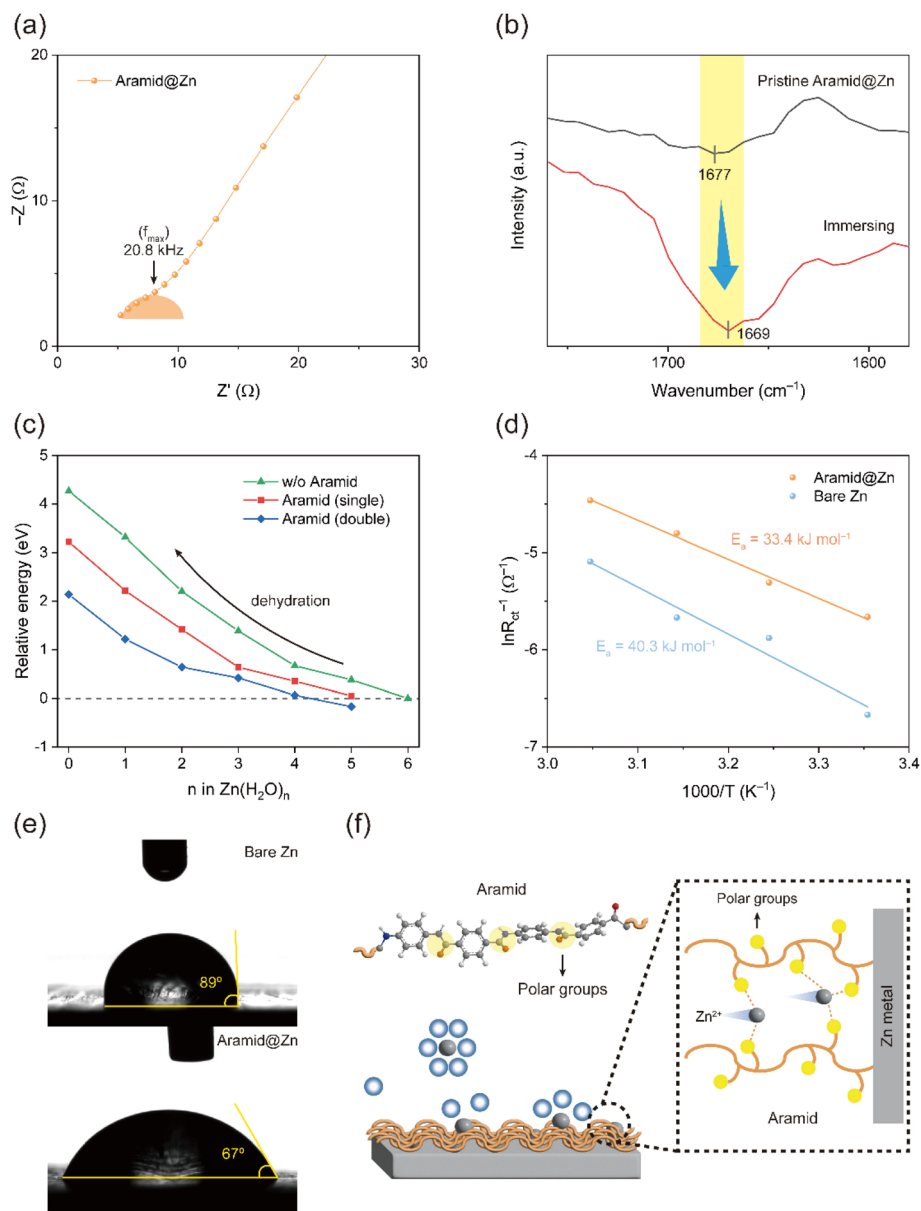 (a)
20
Aramid@Zn
−Z (Ω)
(f_max)
20.8 kHz
10
0
0
10
20
30
Z' (Ω)
(b)
Pristine Aramid@Zn
1677
Immersing
1669
Intensity (a.u.)
1700
1600
Wavenumber (cm⁻¹)
(c)
5
4
3
2
1
0
-1
Relative energy (eV)
w/o Aramid
Aramid (single)
Aramid (double)
dehydration
0
1
2
3
4
5
6
n in Zn(H₂O)ₙ
(d)
-4
-5
-6
-7
lnR_ct⁻¹ (Ω⁻¹)
Aramid@Zn
Bare Zn
Eₐ = 33.4 kJ mol⁻¹
Eₐ = 40.3 kJ mol⁻¹
3.0
3.1
3.2
3.3
3.4
1000/T (K⁻¹)
(e)
Bare Zn
89º
Aramid@Zn
67º
(f)
Aramid
Polar groups
Polar groups
Zn²⁺
Zn metal
Aramid